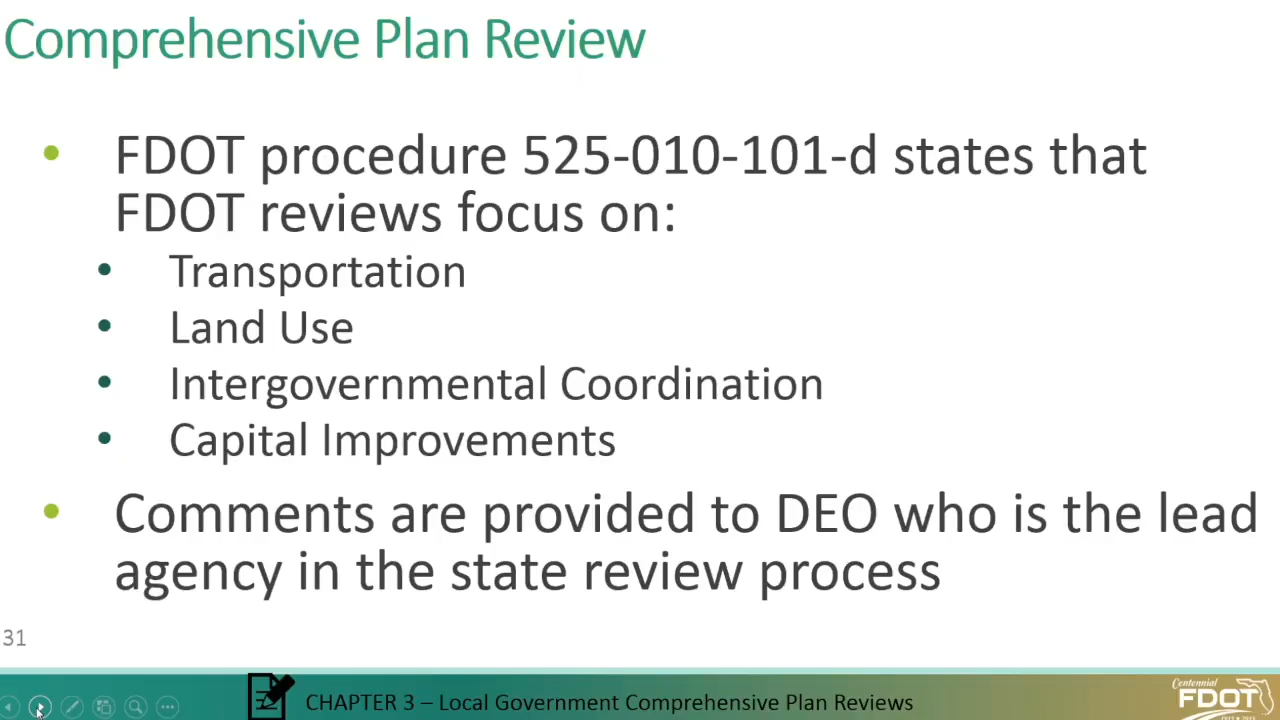 Comprehensive Plan Review
• FDOT procedure 525-010-101-d states that
FDOT reviews focus on:
• Transportation
• Land Use
• Intergovernmental Coordination
• Capital Improvements
• Comments are provided to DEO who is the lead
agency in the state review process
31
CHAPTER 3 – Local Government Comprehensive Plan Reviews
Centennial
FDOT